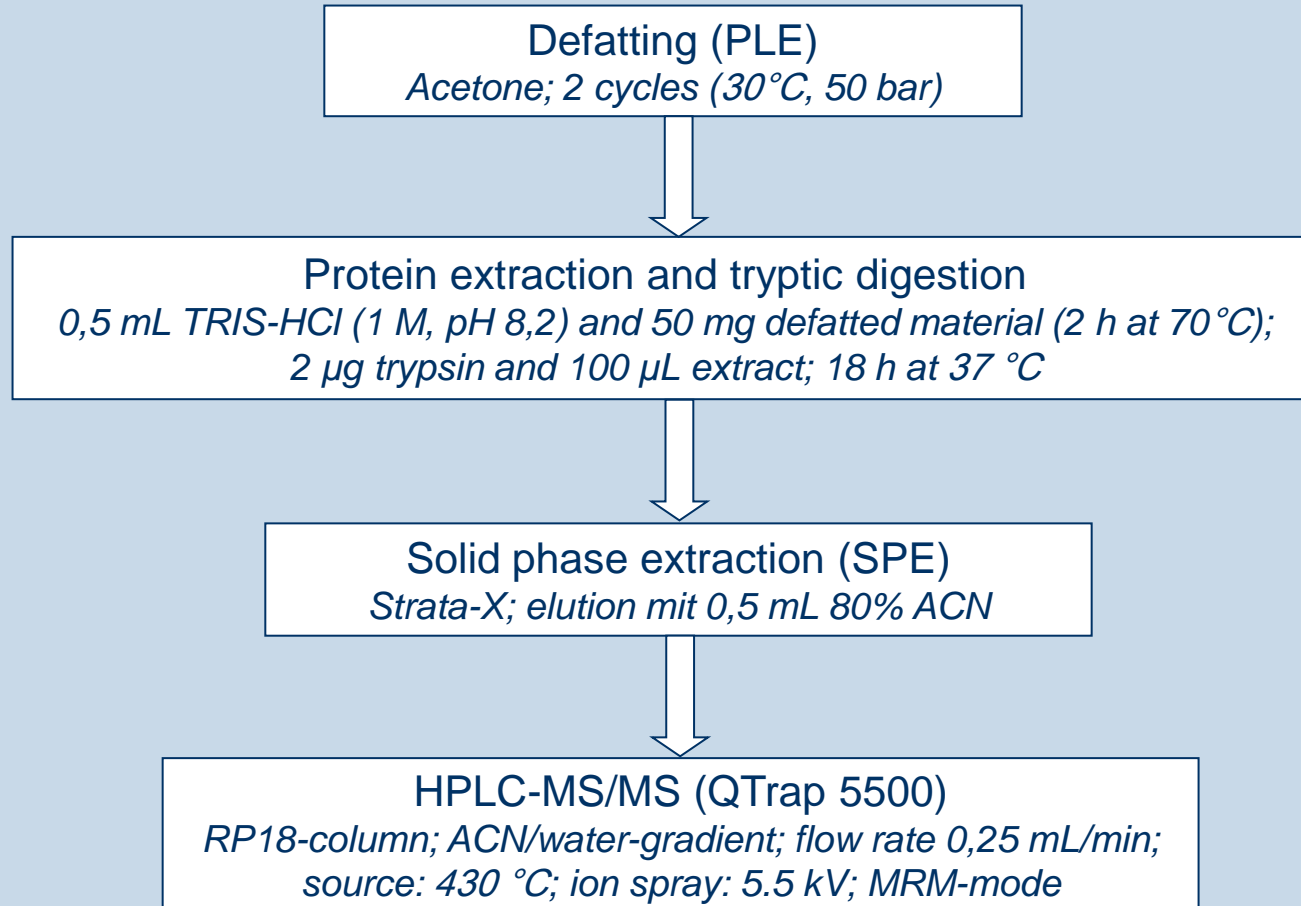 Defatting (PLE)
Acetone; 2 cycles (30°C, 50 bar)
Protein extraction and tryptic digestion
0,5 mL TRIS-HCl (1 M, pH 8,2) and 50 mg defatted material (2 h at 70°C);
2 µg trypsin and 100 µL extract; 18 h at 37 °C
Solid phase extraction (SPE)
Strata-X; elution mit 0,5 mL 80% ACN
HPLC-MS/MS (QTrap 5500)
RP18-column; ACN/water-gradient; flow rate 0,25 mL/min;
source: 430 °C; ion spray: 5.5 kV; MRM-mode